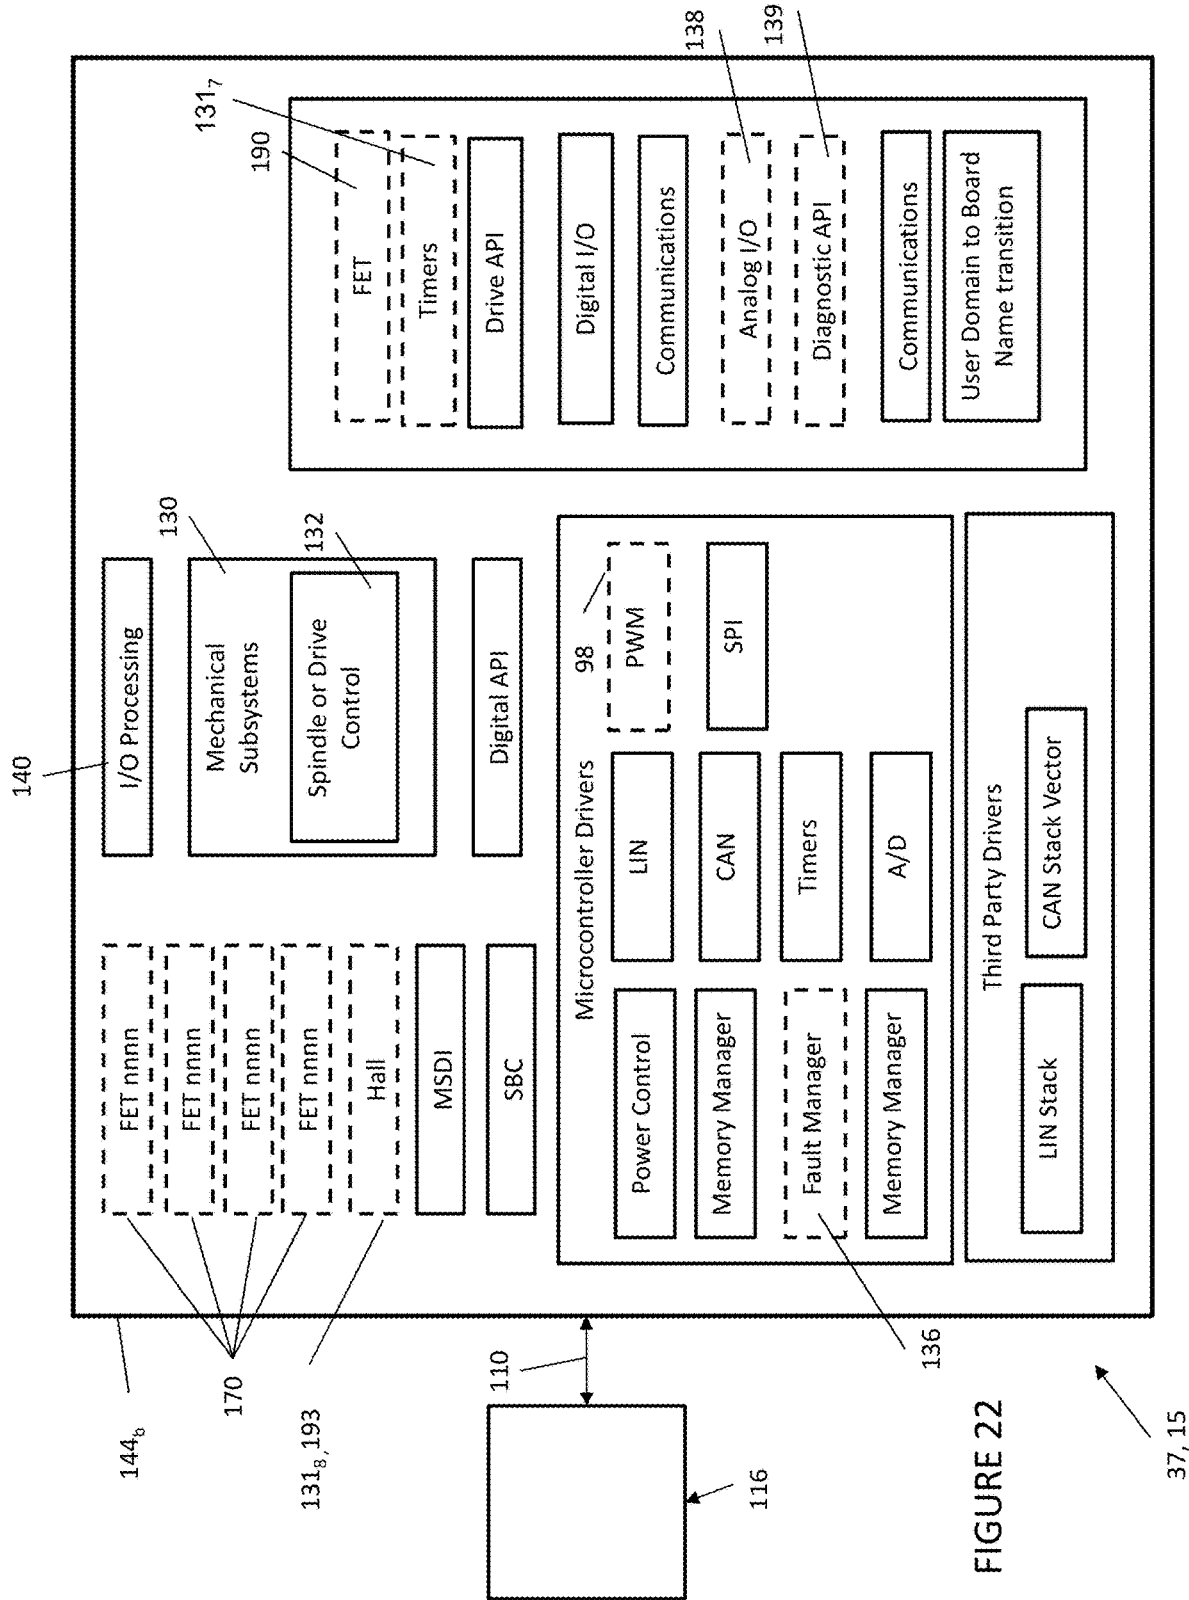 144₆
170
131₈, 193
110
116
FET nnnn
FET nnnn
FET nnnn
FET nnnn
Hall
MSDI
SBC
140
I/O Processing
130
Mechanical
Subsystems
132
Spindle or Drive
Control
Digital API
190
131₇
FET
Timers
Drive API
Digital I/O
Communications
138
Analog I/O
139
Diagnostic API
Communications
User Domain to Board
Name transition
Microcontroller Drivers
Power Control
LIN
98
PWM
Memory Manager
CAN
SPI
Fault Manager
Timers
136
Memory Manager
A/D
Third Party Drivers
LIN Stack
CAN Stack Vector
FIGURE 22
37, 15